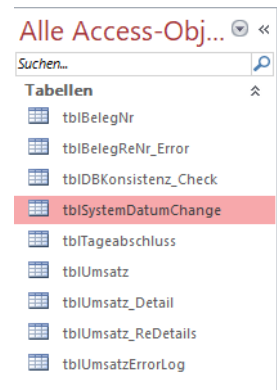 Alle Access-Obj...
Suchen...
Tabellen
tblBelegNr
tblBelegReNr_Error
tblDBKonsistenz_Check
tblSystemDatumChange
tblTageabschluss
tblUmsatz
tblUmsatz_Detail
tblUmsatz_ReDetails
tblUmsatzErrorLog